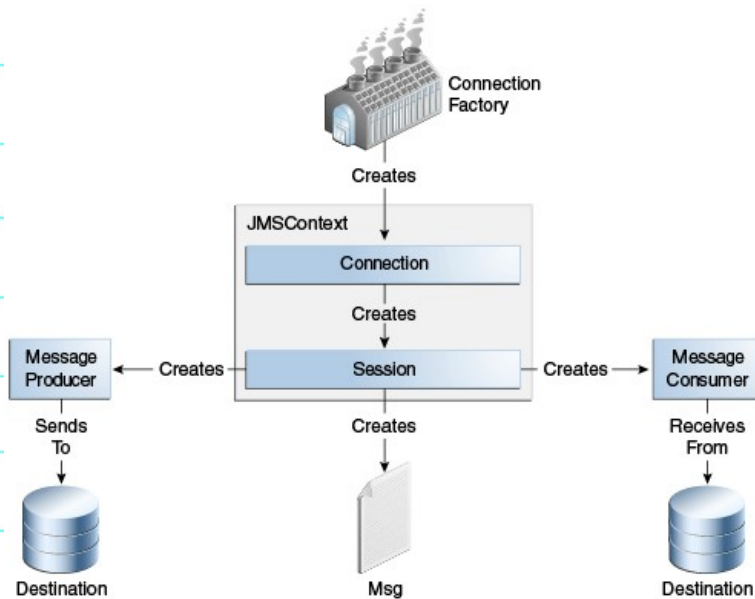 Connection
Factory
Creates
JMSContext
Connection
Creates
Message
Producer
Creates
Session
Creates
Message
Consumer
Sends
To
Creates
Receives
From
Destination
Msg
Destination